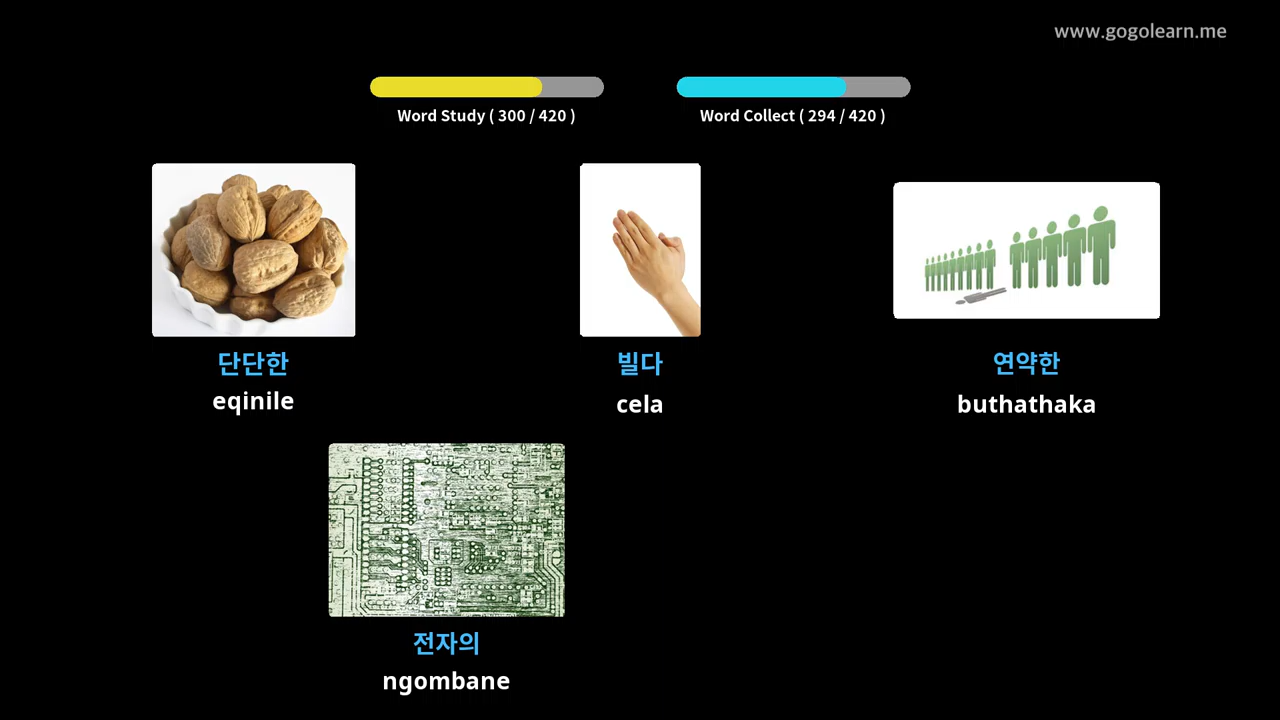 www.gogolearn.me
Word Study ( 300 / 420 )
Word Collect ( 294 / 420 )
단단한
eqinile
빌다
cela
연약한
buthathaka
전자의
ngombane